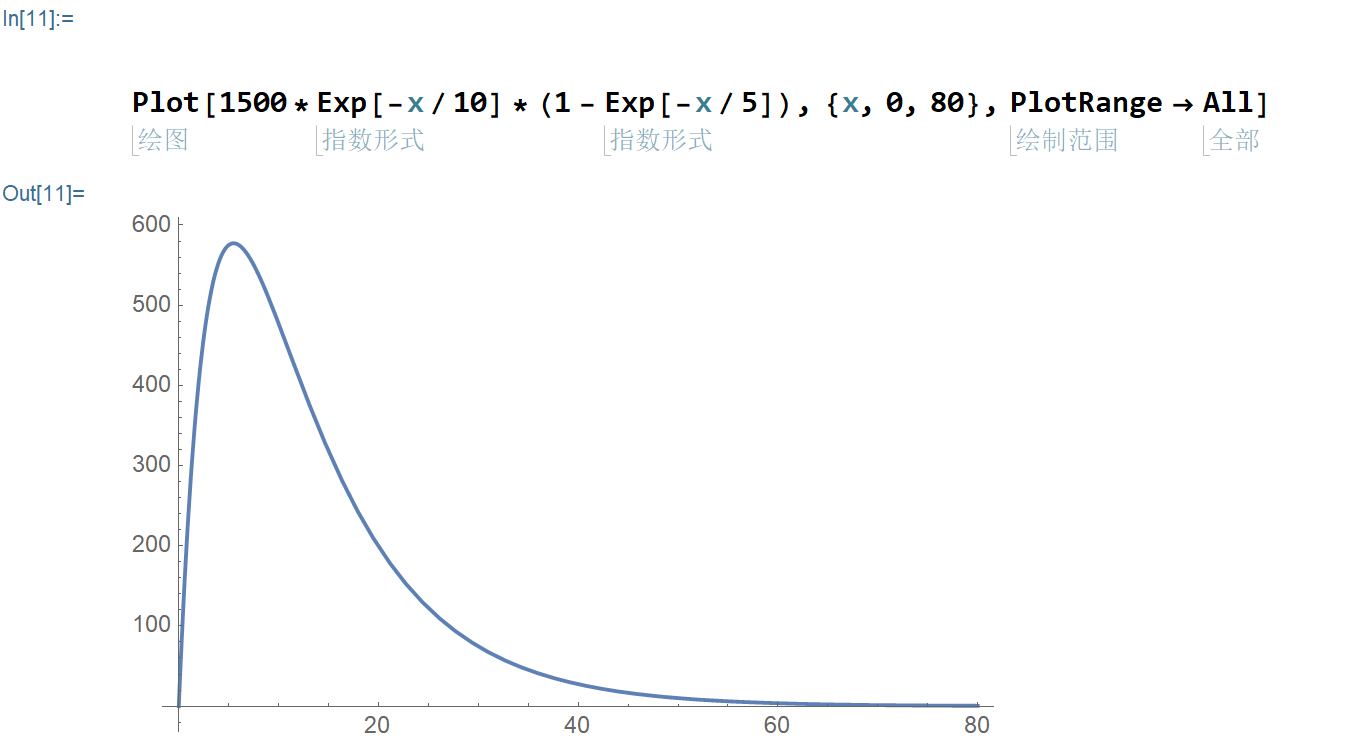 In[11]:=
Plot[1500 * Exp[-x / 10] * (1 - Exp[-x / 5]), {x, 0, 80}, PlotRange → All]
绘图 指数形式 指数形式 绘制范围 全部
Out[11]=
600
500
400
300
200
100
20 40 60 80